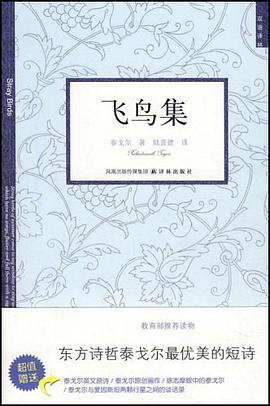 双语译林
Stray Birds
飞鸟集
泰戈尔 著 陆晋德 译
Rabindranath Tagore
凤凰出版传媒集团 译林出版社
教育部推荐读物
东方诗哲泰戈尔最优美的短诗
超值赠送
泰戈尔英文原诗 / 泰戈尔原创画作 / 徐志摩眼中的泰戈尔
/ 泰戈尔与爱因斯坦两颗行星之间的谈话录